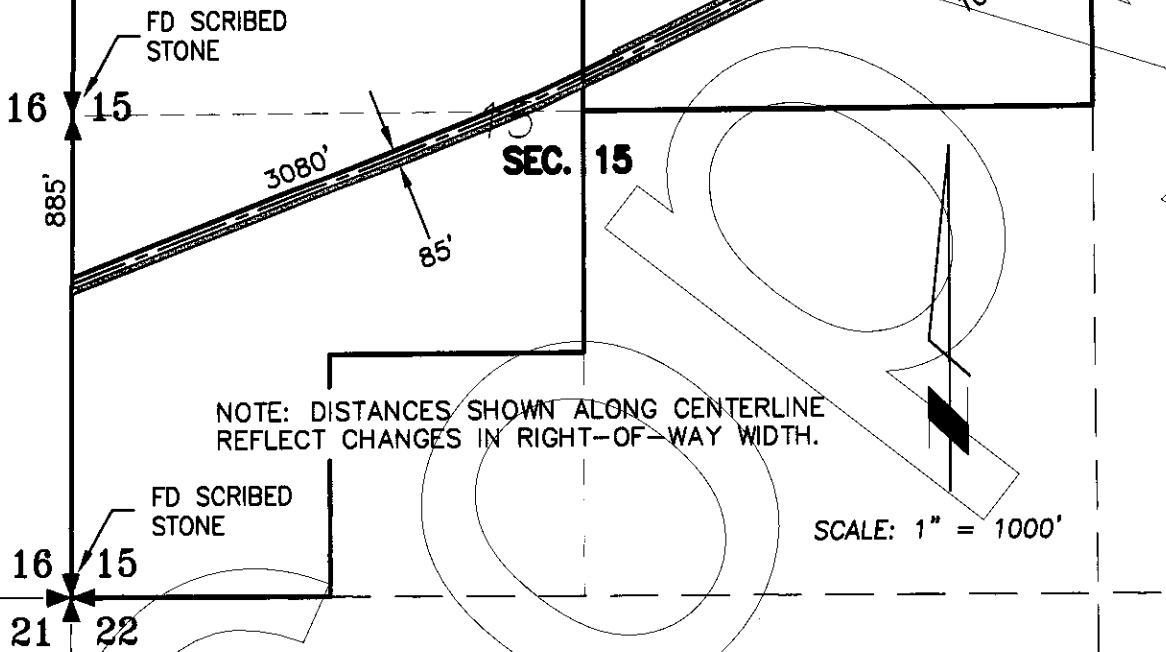 FD SCRIBED
STONE
16 15
885'
3080'
85'
15
SEC. 15
NOTE: DISTANCES SHOWN ALONG CENTERLINE
REFLECT CHANGES IN RIGHT-OF-WAY WIDTH.
FD SCRIBED
STONE
SCALE: 1" = 1000'
16 15
21 22